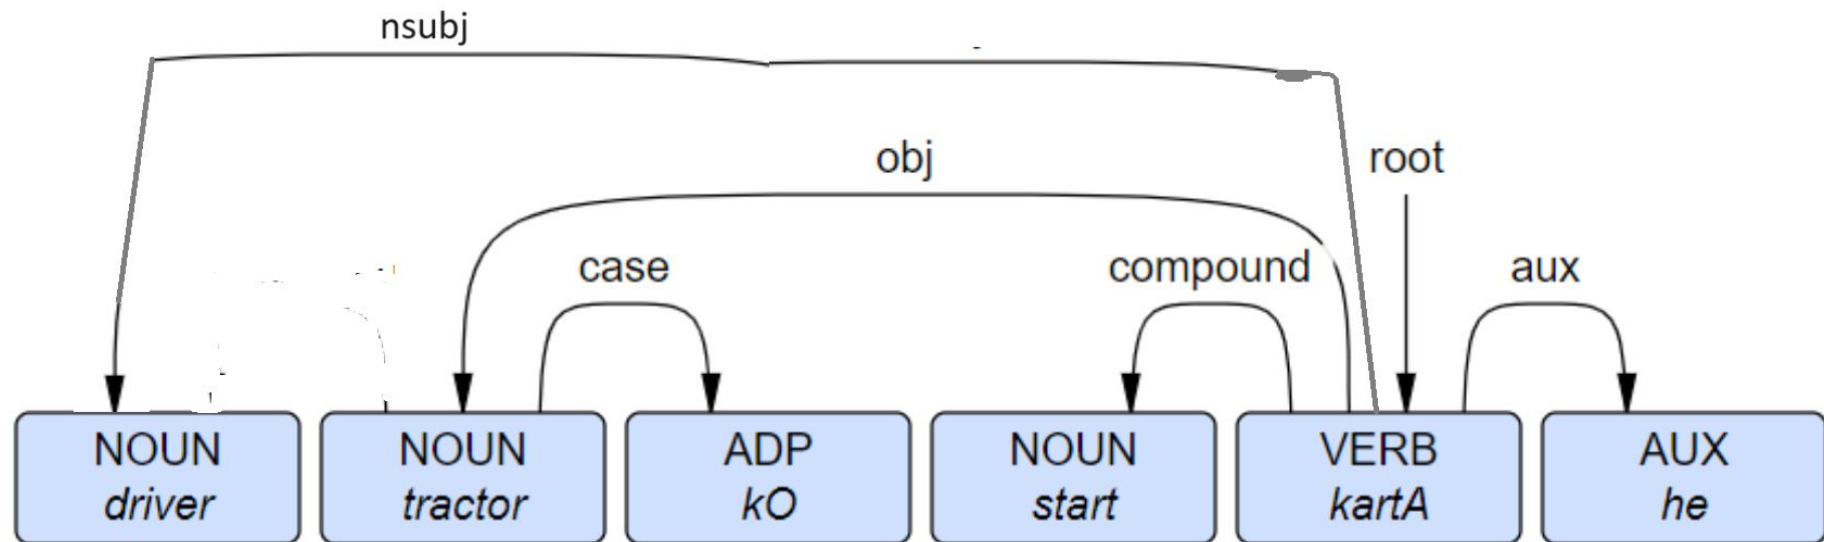 nsubj
obj
root
case
compound
aux
NOUN
driver
NOUN
tractor
ADP
kO
NOUN
start
VERB
kartA
AUX
he